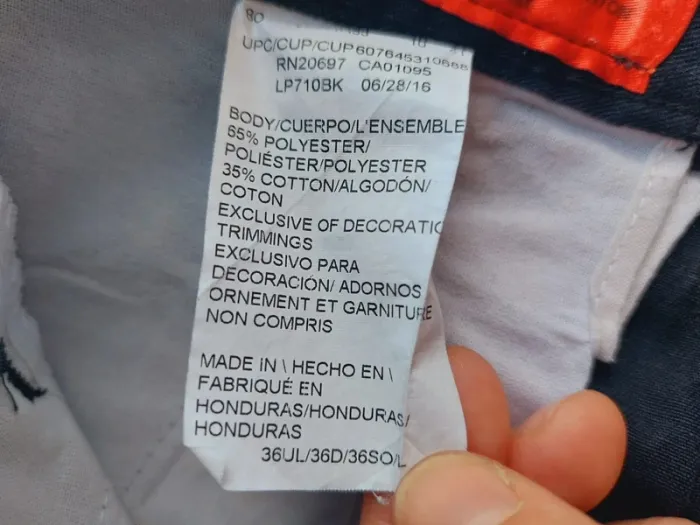 UPC/CUP/CUP607645310688
RN20697 CA01095
LP710BK 06/28/16
BODY/CUERPO/L'ENSEMBLE
65% POLYESTER/
POLIÉSTER/POLYESTER
35% COTTON/ALGODÓN/
COTON
EXCLUSIVE OF DECORATIC
TRIMMINGS
EXCLUSIVO PARA
DECORACIÓN/ ADORNOS
ORNEMENT ET GARNITURE
NON COMPRIS
MADE IN \ HECHO EN \
FABRIQUÉ EN
HONDURAS/HONDURAS/
HONDURAS
36UL/36D/36SO/L